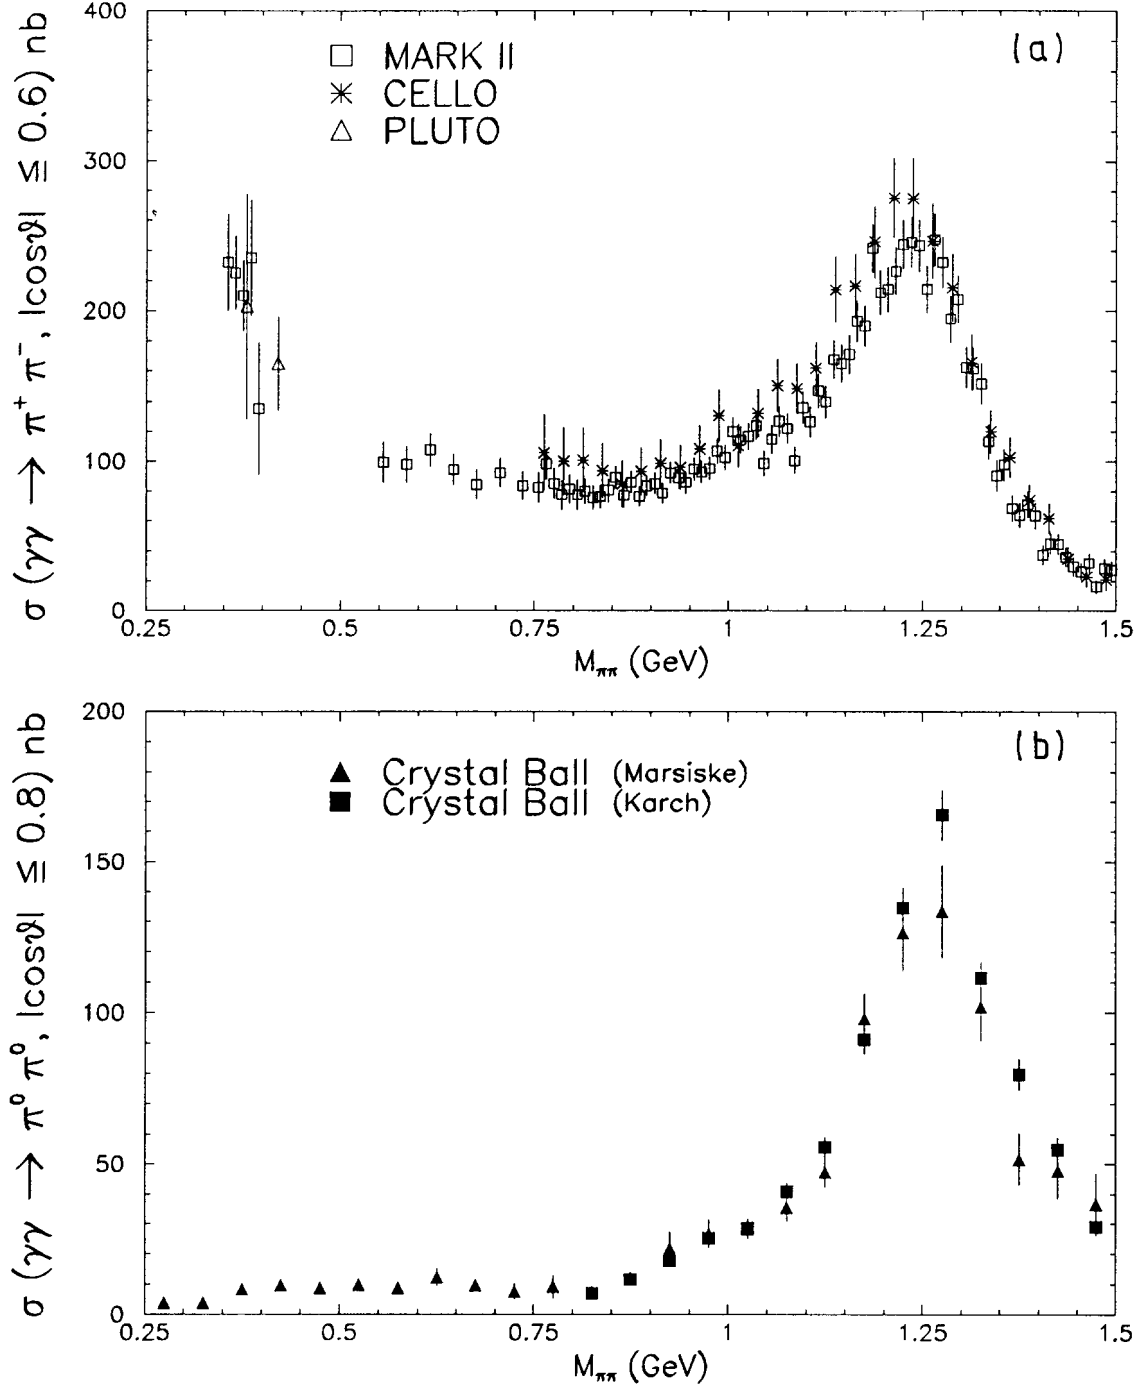 400
300
200
100
0
σ (γγ → π⁺ π⁻, |cosϑ| ≦ 0.6) nb
(a)
MARK II
CELLO
PLUTO
0.25 0.5 0.75 1 1.25 1.5
M_ππ (GeV)
200
150
100
50
0
σ (γγ → π⁰ π⁰, |cosϑ| ≦ 0.8) nb
(b)
Crystal Ball (Marsiske)
Crystal Ball (Karch)
0.25 0.5 0.75 1 1.25 1.5
M_ππ (GeV)